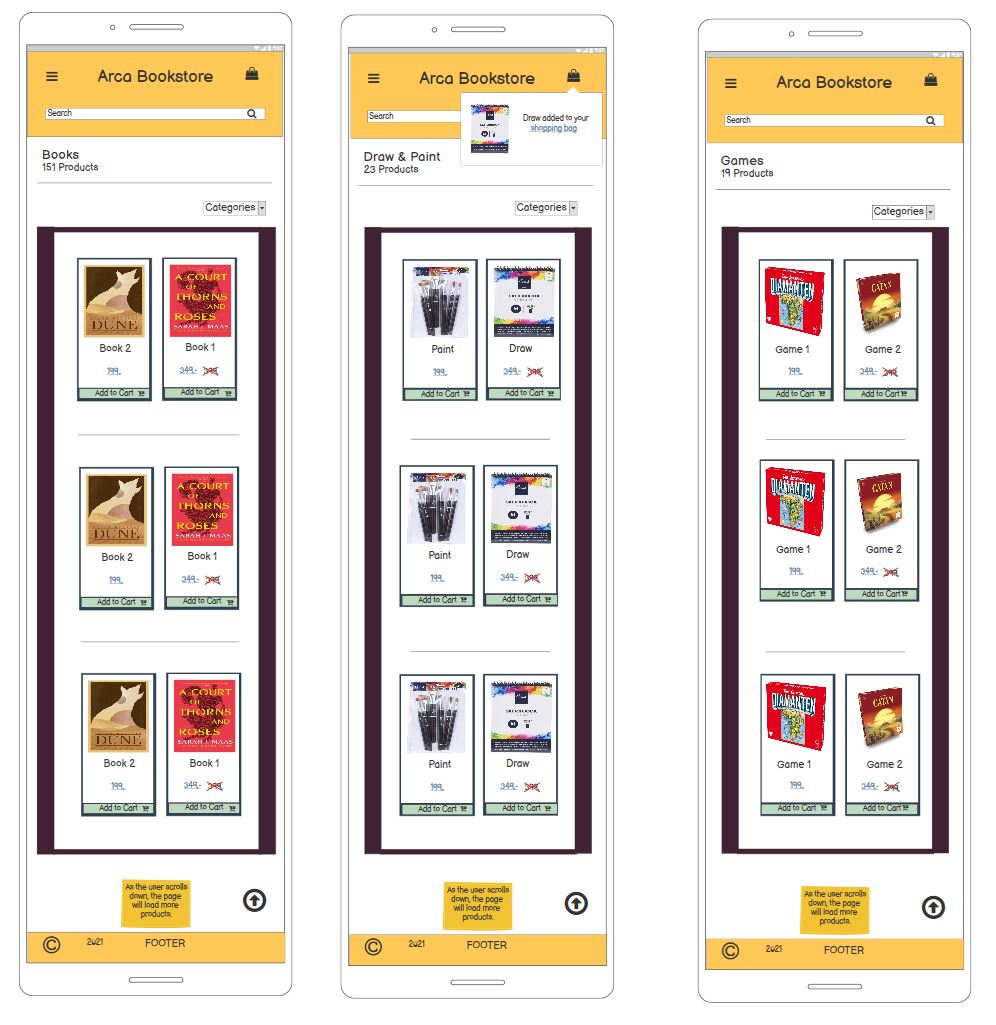 Arca Bookstore
Search
Books
151 Products
Categories
DUNE
Book 2
199,-
Add to Cart
A COURT
OF
THORNS
AND
ROSES
SARAH J. MAAS
Book 1
349,- 399,-
Add to Cart
DUNE
Book 2
199,-
Add to Cart
A COURT
OF
THORNS
AND
ROSES
SARAH J. MAAS
Book 1
349,- 399,-
Add to Cart
DUNE
Book 2
199,-
Add to Cart
A COURT
OF
THORNS
AND
ROSES
SARAH J. MAAS
Book 1
349,- 399,-
Add to Cart
As the user scrolls
down, the page
will load more
products.
© 2021 FOOTER
Arca Bookstore
Search
Draw added to your
shopping bag
Draw & Paint
23 Products
Categories
Paint
199,-
Add to Cart
SKETCHBOOK
Draw
349,- 399,-
Add to Cart
Paint
199,-
Add to Cart
SKETCHBOOK
Draw
349,- 399,-
Add to Cart
Paint
199,-
Add to Cart
SKETCHBOOK
Draw
349,- 399,-
Add to Cart
As the user scrolls
down, the page
will load more
products.
© 2021 FOOTER
Arca Bookstore
Search
Games
19 Products
Categories
DIAMANTEN
Game 1
199,-
Add to Cart
CATAN
Game 2
349,- 399,-
Add to Cart
DIAMANTEN
Game 1
199,-
Add to Cart
CATAN
Game 2
349,- 399,-
Add to Cart
DIAMANTEN
Game 1
199,-
Add to Cart
CATAN
Game 2
349,- 399,-
Add to Cart
As the user scrolls
down, the page
will load more
products.
© 2021 FOOTER